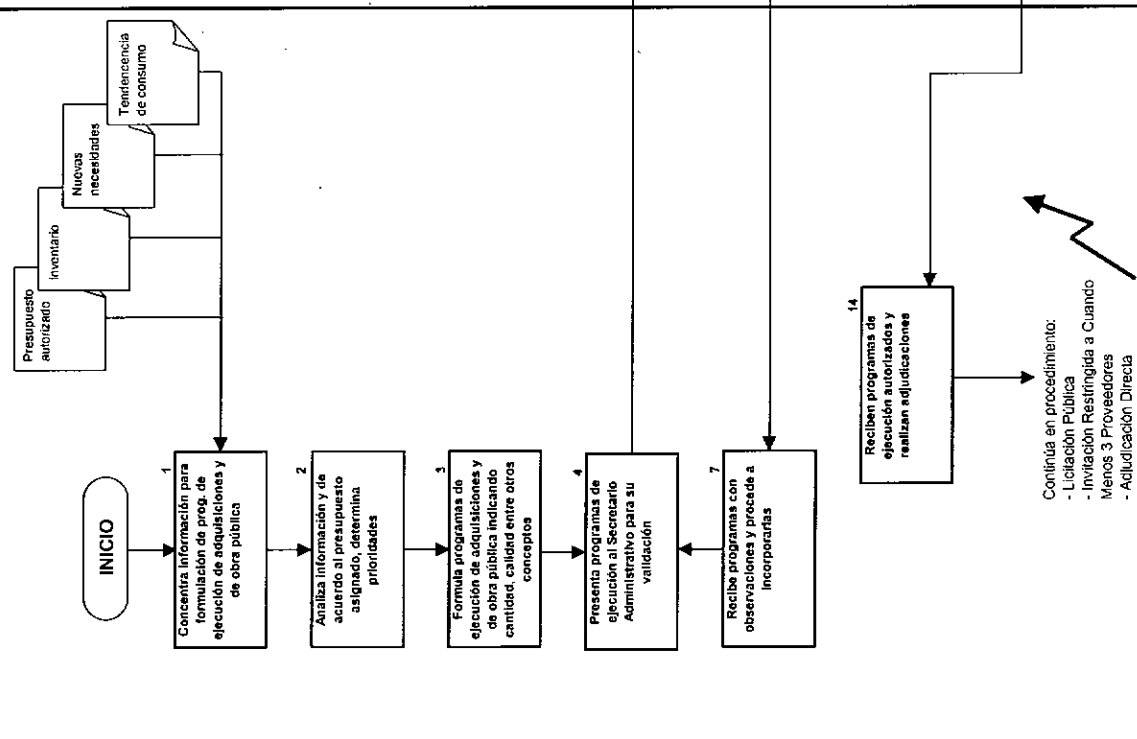 Presupuesto
autorizado
Inventario
Nuevas
necesidades
Tendencencia
de consumo
INICIO
1
Concentra información para
formulación de prog. de
ejecución de adquisiciones y
de obra pública
2
Analiza información y de
acuerdo al presupuesto
asignado, determina
prioridades
3
Formula programas de
ejecución de adquisiciones y
de obra pública indicando
cantidad, calidad entre otros
conceptos
4
Presenta programas de
ejecución al Secretario
Administrativo para su
validación
7
Recibe programas con
observaciones y procede a
incorporarlas
14
Reciben programas de
ejecución autorizados y
realizan adjudicaciones
Continúa en procedimiento:
- Licitación Pública
- Invitación Restringida a Cuando
Menos 3 Proveedores
- Adjudicación Directa